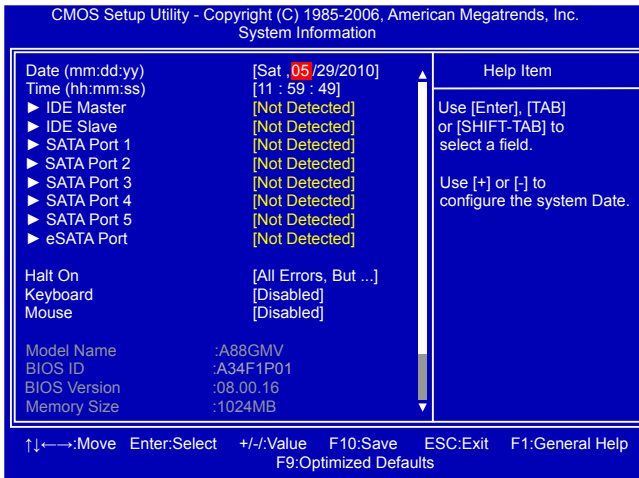 CMOS Setup Utility - Copyright (C) 1985-2006, American Megatrends, Inc.
System Information
Date (mm:dd:yy) [Sat ,05 /29/2010]
Time (hh:mm:ss) [11 : 59 : 49]
► IDE Master [Not Detected]
► IDE Slave [Not Detected]
► SATA Port 1 [Not Detected]
► SATA Port 2 [Not Detected]
► SATA Port 3 [Not Detected]
► SATA Port 4 [Not Detected]
► SATA Port 5 [Not Detected]
► eSATA Port [Not Detected]
Halt On [All Errors, But ...]
Keyboard [Disabled]
Mouse [Disabled]
Model Name :A88GMV
BIOS ID :A34F1P01
BIOS Version :08.00.16
Memory Size :1024MB
Help Item
Use [Enter], [TAB]
or [SHIFT-TAB] to
select a field.
Use [+] or [-] to
configure the system Date.
↑↓←→:Move Enter:Select +/-/:Value F10:Save ESC:Exit F1:General Help
F9:Optimized Defaults